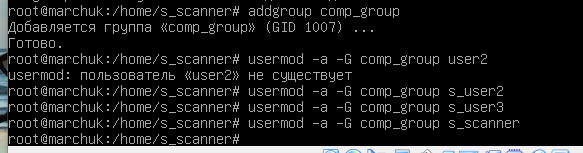 root@marchuk:/home/s_scanner# addgroup comp_group
Добавляется группа «comp_group» (GID 1007) ...
Готово.
root@marchuk:/home/s_scanner# usermod -a -G comp_group user2
usermod: пользователь «user2» не существует
root@marchuk:/home/s_scanner# usermod -a -G comp_group s_user2
root@marchuk:/home/s_scanner# usermod -a -G comp_group s_user3
root@marchuk:/home/s_scanner# usermod -a -G comp_group s_scanner
root@marchuk:/home/s_scanner#